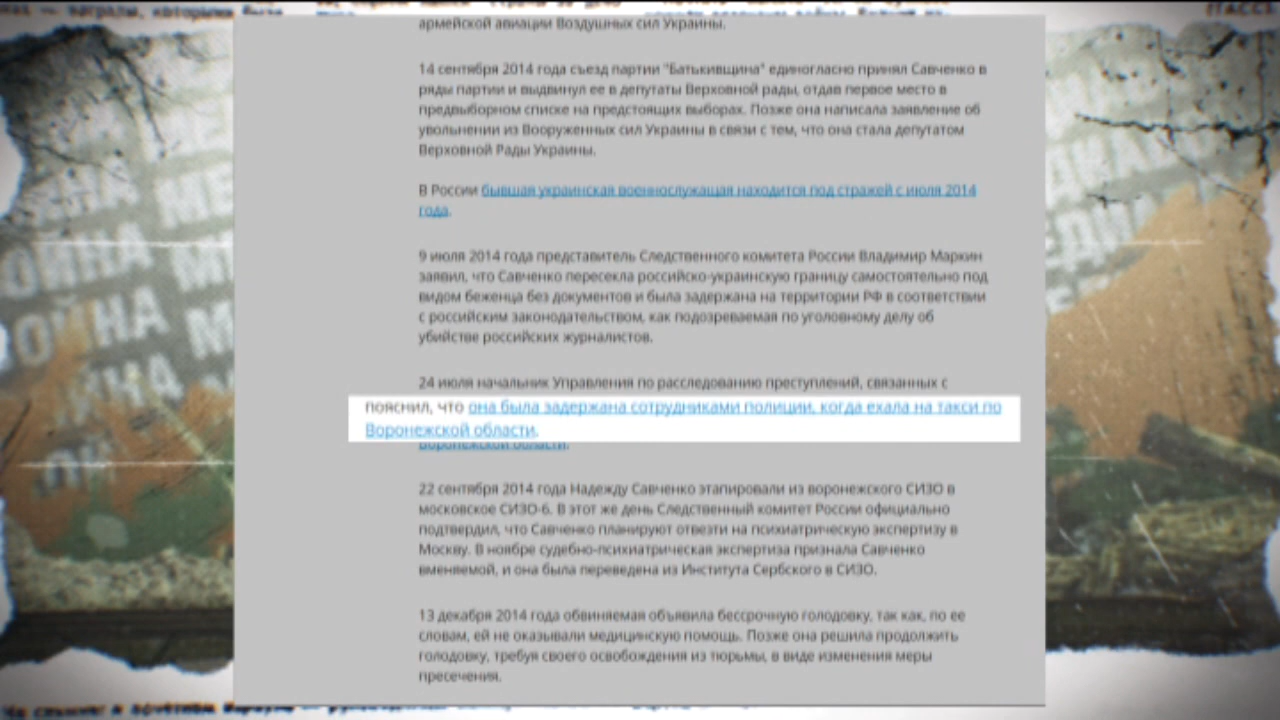 армейской авиации Воздушных сил Украины.
14 сентября 2014 года съезд партии "Батькивщина" единогласно принял Савченко в
ряды партии и выдвинул ее в депутаты Верховной рады, отдав первое место в
предвыборном списке на предстоящих выборах. Позже она написала заявление об
увольнении из Вооруженных сил Украины в связи с тем, что она стала депутатом
Верховной Рады Украины.
В России бывшая украинская военнослужащая находится под стражей с июля 2014
года.
9 июля 2014 года представитель Следственного комитета России Владимир Маркин
заявил, что Савченко пересекла российско-украинскую границу самостоятельно под
видом беженца без документов и была задержана на территории РФ в соответствии
с российским законодательством, как подозреваемая по уголовному делу об
убийстве российских журналистов.
24 июля начальник Управления по расследованию преступлений, связанных с
пояснил, что она была задержана сотрудниками полиции, когда ехала на такси по
Воронежской области.
Воронежской области.
22 сентября 2014 года Надежду Савченко этапировали из воронежского СИЗО в
московское СИЗО-6. В этот же день Следственный комитет России официально
подтвердил, что Савченко планируют отвезти на психиатрическую экспертизу в
Москву. В ноябре судебно-психиатрическая экспертиза признала Савченко
вменяемой, и она была переведена из Института Сербского в СИЗО.
13 декабря 2014 года обвиняемая объявила бессрочную голодовку, так как, по ее
словам, ей не оказывали медицинскую помощь. Позже она решила продолжить
голодовку, требуя своего освобождения из тюрьмы, в виде изменения меры
пресечения.